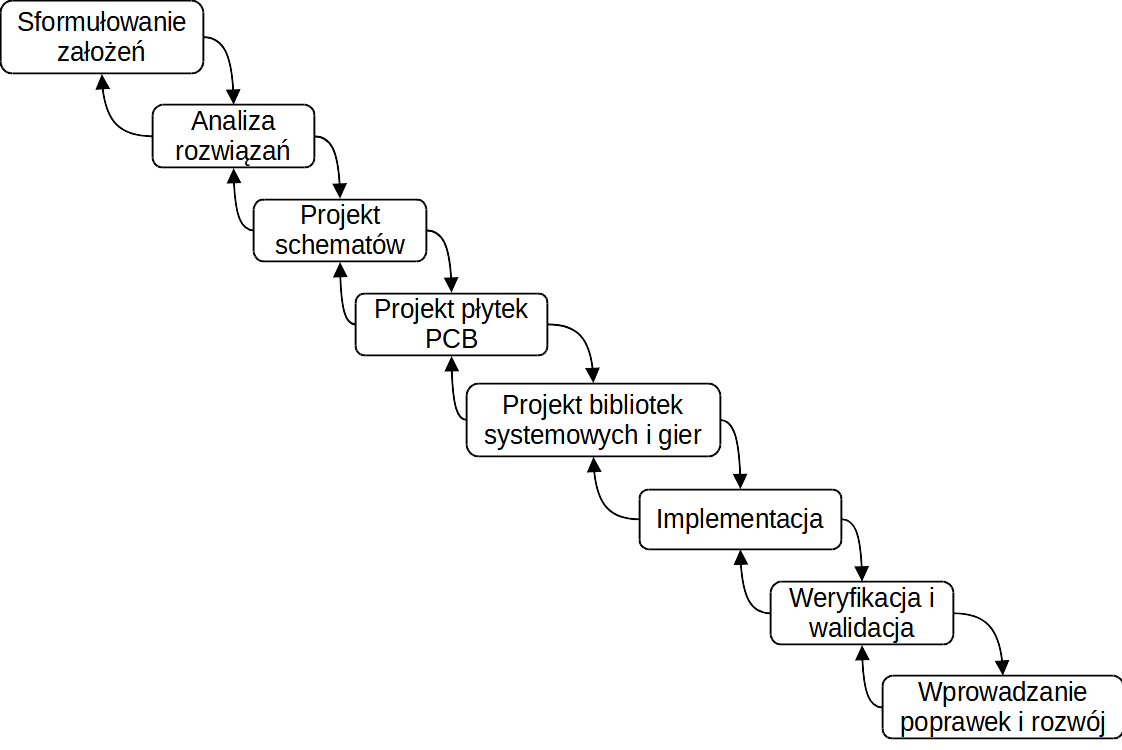 Sformułowanie
założeń
Analiza
rozwiązań
Projekt
schematów
Projekt płytek
PCB
Projekt bibliotek
systemowych i gier
Implementacja
Weryfikacja i
walidacja
Wprowadzanie
poprawek i rozwój